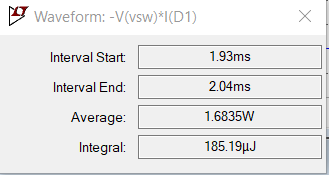 Waveform: -V(vsw)*I(D1)
Interval Start: 1.93ms
Interval End: 2.04ms
Average: 1.6835W
Integral: 185.19µJ